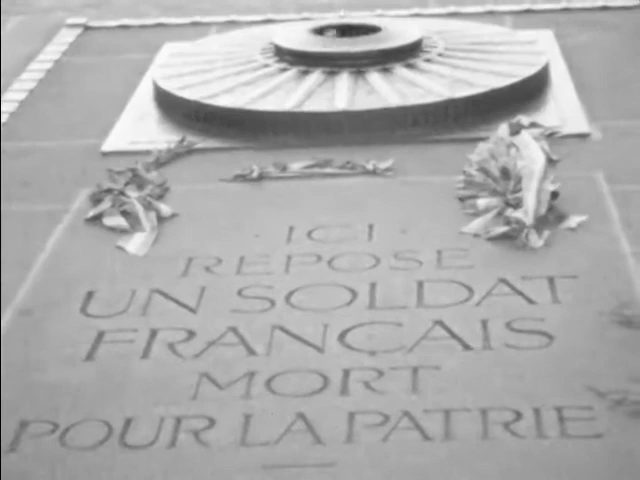 · ICI ·
REPOSE
UN SOLDAT
FRANÇAIS
MORT
POUR LA PATRIE